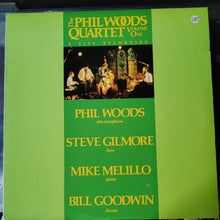 The
PHIL WOODS
QUARTET
VOLUME
One
A LIVE RECORDING
PHIL WOODS
alto saxophone
STEVE GILMORE
bass
MIKE MELILLO
piano
BILL GOODWIN
drums